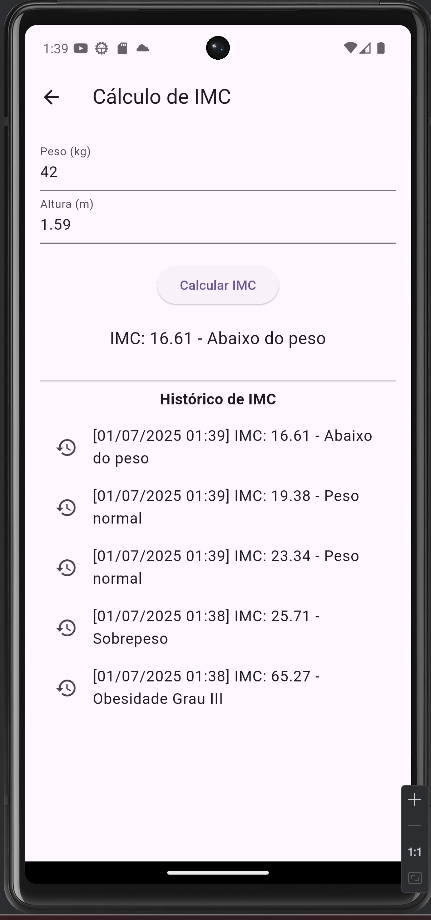 1:39
Cálculo de IMC
Peso (kg)
42
Altura (m)
1.59
Calcular IMC
IMC: 16.61 - Abaixo do peso
Histórico de IMC
[01/07/2025 01:39] IMC: 16.61 - Abaixo
do peso
[01/07/2025 01:39] IMC: 19.38 - Peso
normal
[01/07/2025 01:39] IMC: 23.34 - Peso
normal
[01/07/2025 01:38] IMC: 25.71 -
Sobrepeso
[01/07/2025 01:38] IMC: 65.27 -
Obesidade Grau III
1:1